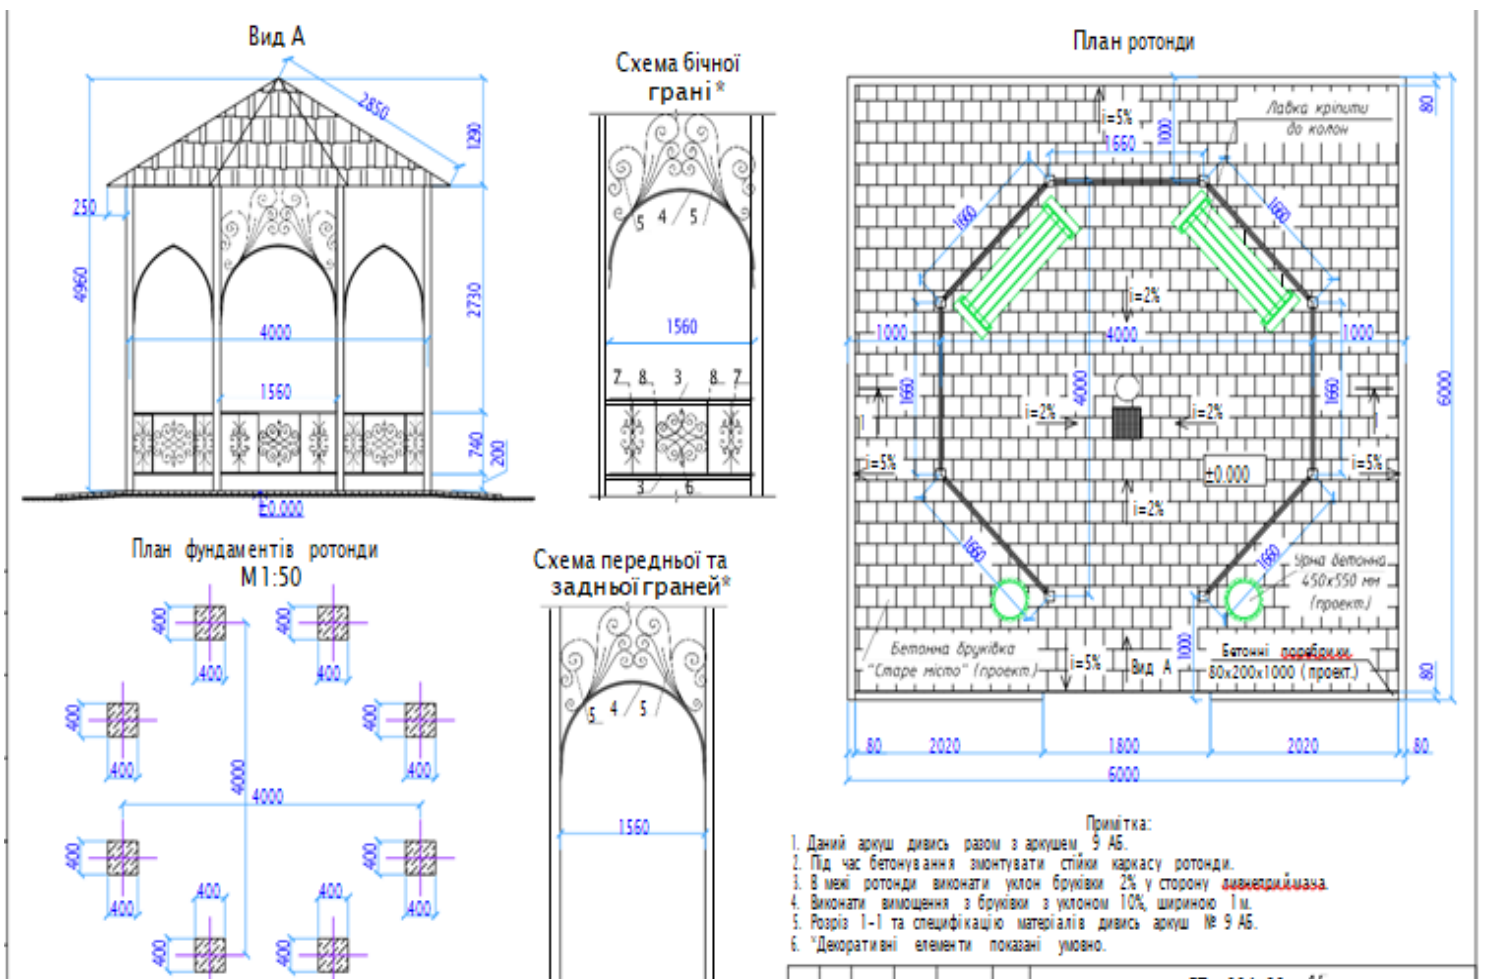 Вид А
2850
1290
250
4960
2730
4000
1560
740
200
±0.000
Схема бічної
грані*
5 4 5
1560
7 8 3 8 7
3 6
План ротонди
Лавка кріпити
до колон
80
i=5%
1000
1660
1660
1660
i=2%
1000
4000
1000
1660
4000
1660
6000
i=2%
i=2%
1
1
i=5%
i=5%
±0.000
i=2%
1660
1660
Урна бетонна
450х550 мм
(проект.)
Бетонна бруківка
"Старе місто" (проект.)
i=5%
Вид А
1000
Бетонні поребрики
80х200х1000 (проект.)
80
80
2020
1800
2020
80
6000
План фундаментів ротонди
М1:50
400
400
400
400
400
400
400
400
4000
4000
400
400
400
400
400
400
400
400
Схема передньої та
задньої граней*
5 4 5
1560
Примітка:
1. Даний аркуш дивись разом з аркушем 9 АБ.
2. Під час бетонування змонтувати стійки каркасу ротонди.
3. В межі ротонди виконати уклон бруківки 2% у сторону ливнеприймача.
4. Виконати вимощення з бруківки з уклоном 10%, шириною 1м.
5. Розріз 1-1 та специфікацію матеріалів дивись аркуш № 9 АБ.
6. *Декоративні елементи показані умовно.